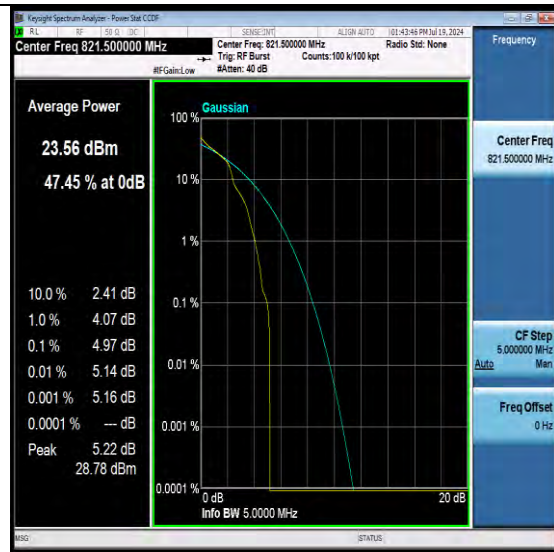 Keysight Spectrum Analyzer - Power Stat CCDF
RL RF 50 Ω DC SENSE:INT ALIGN AUTO 01:43:46 PM Jul 19, 2024
Center Freq 821.500000 MHz
Center Freq: 821.500000 MHz Radio Std: None
Trig: RF Burst Counts:100 k/100 kpt
#IFGain:Low #Atten: 40 dB
Frequency
Average Power
23.56 dBm
47.45 % at 0dB
10.0 % 2.41 dB
1.0 % 4.07 dB
0.1 % 4.97 dB
0.01 % 5.14 dB
0.001 % 5.16 dB
0.0001 % --- dB
Peak 5.22 dB
28.78 dBm
Gaussian
100 %
10 %
1 %
0.1 %
0.01 %
0.001 %
0.0001 %
0 dB 20 dB
Info BW 5.0000 MHz
Center Freq
821.500000 MHz
CF Step
5.000000 MHz
Auto Man
Freq Offset
0 Hz
MSG STATUS